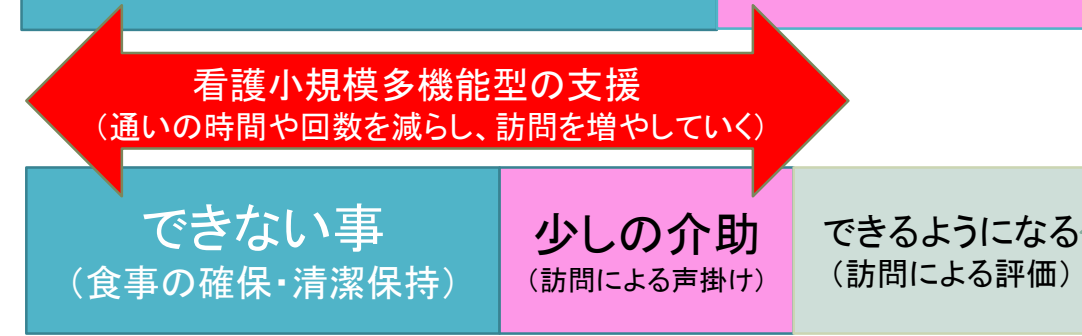 看護小規模多機能型の支援
（通いの時間や回数を減らし、訪問を増やしていく）
できない事
（食事の確保・清潔保持）
少しの介助
（訪問による声掛け）
できるようになる
（訪問による評価）